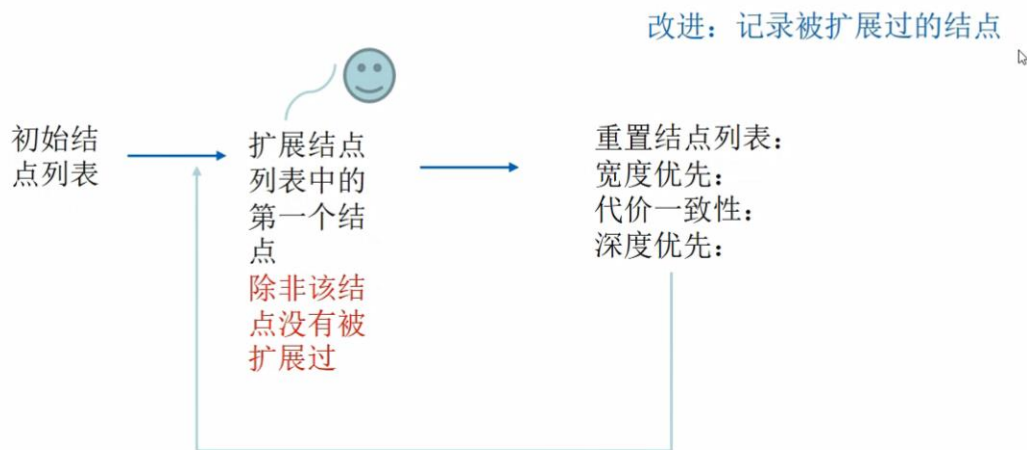 改进：记录被扩展过的结点
初始结
点列表
扩展结点
列表中的
第一个结
点
除非该结
点没有被
扩展过
重置结点列表：
宽度优先：
代价一致性：
深度优先：